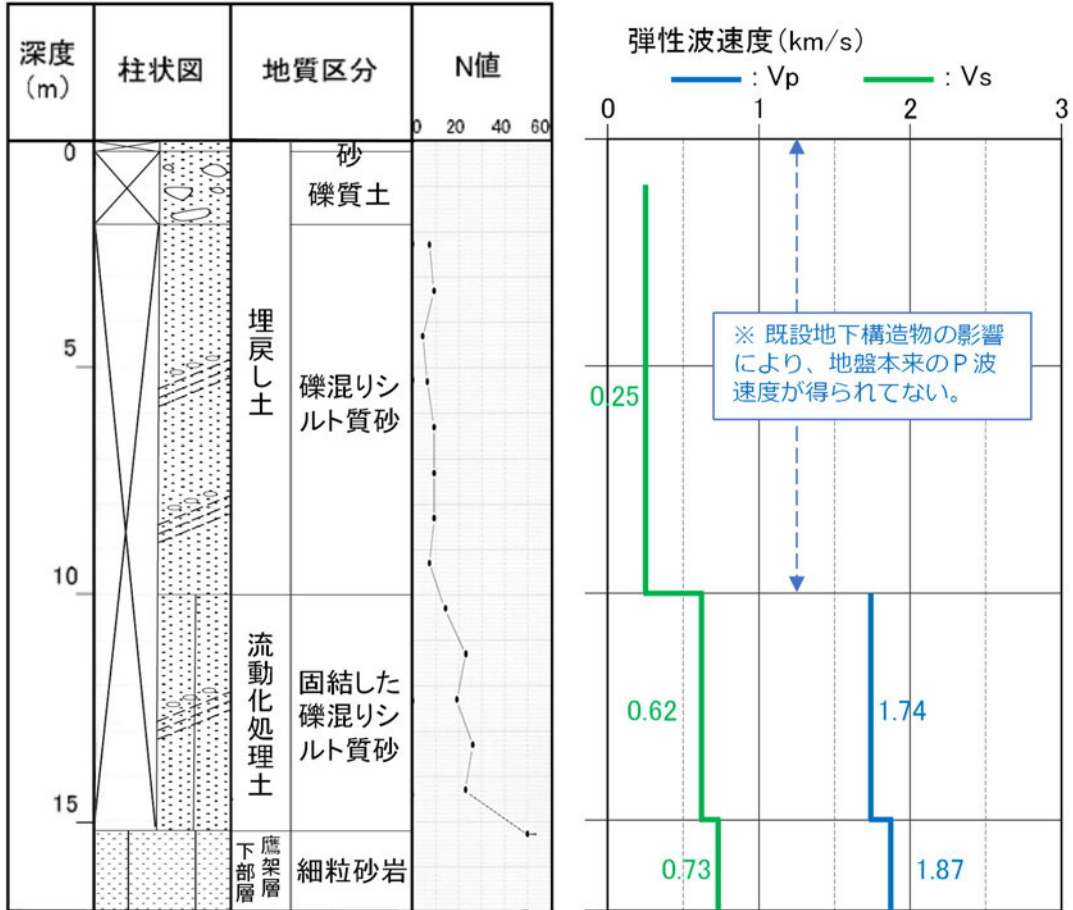 深度
(m)
柱状図
地質区分
N値
0 20 40 60
0
5
10
15
埋戻し土
流動化処理土
鷹架層
下部層
砂
礫質土
礫混りシ
ルト質砂
固結した
礫混りシ
ルト質砂
細粒砂岩
弾性波速度(km/s)
: Vp : Vs
0 1 2 3
※ 既設地下構造物の影響
により、地盤本来のP波
速度が得られてない。
0.25
0.62
1.74
0.73
1.87